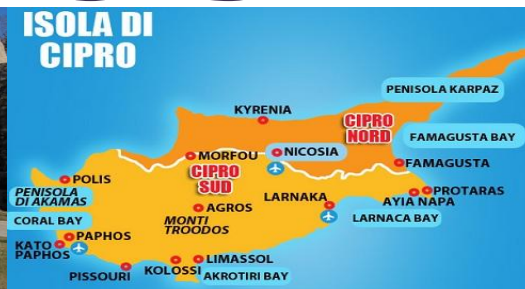 ISOLA DI
CIPRO
PENISOLA KARPAZ
KYRENIA
CIPRO
NORD
FAMAGUSTA BAY
MORFOU
NICOSIA
FAMAGUSTA
CIPRO
SUD
POLIS
PENISOLA
DI AKAMAS
LARNAKA
PROTARAS
AYIA NAPA
AGROS
CORAL BAY
MONTI
TROODOS
LARNACA BAY
PAPHOS
KATO
PAPHOS
PISSOURI
KOLOSSI
LIMASSOL
AKROTIRI BAY